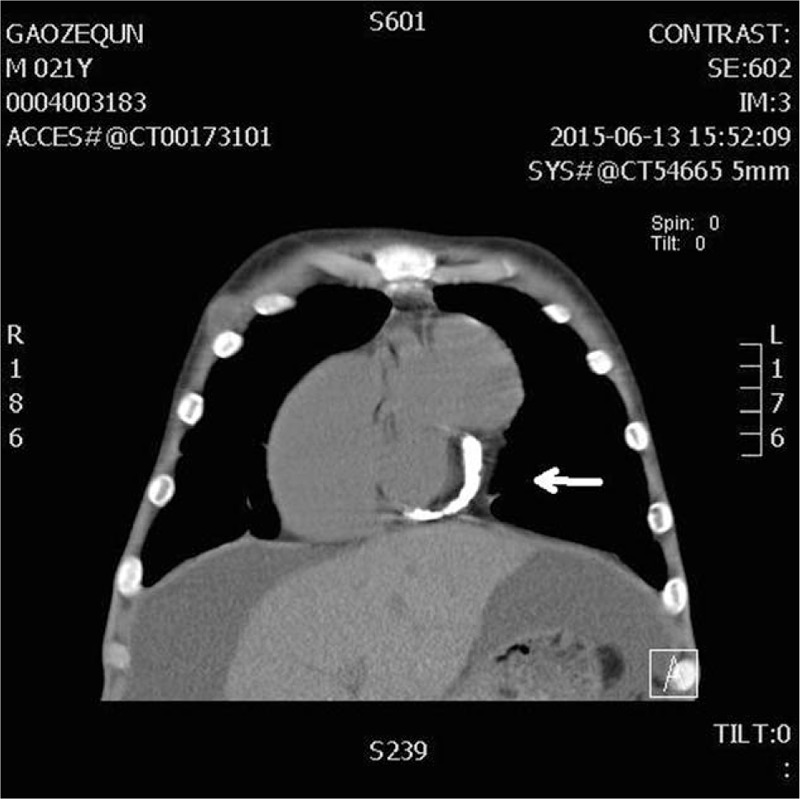 S601
GAOZEQUN
M 021Y
0004003183
ACCES#@CT00173101
CONTRAST:
SE:602
IM:3
2015-06-13 15:52:09
SYS#@CT54665 5mm
Spin: 0
Tilt: 0
R
1
8
6
L
1
7
6
A
S239
TILT:0
: